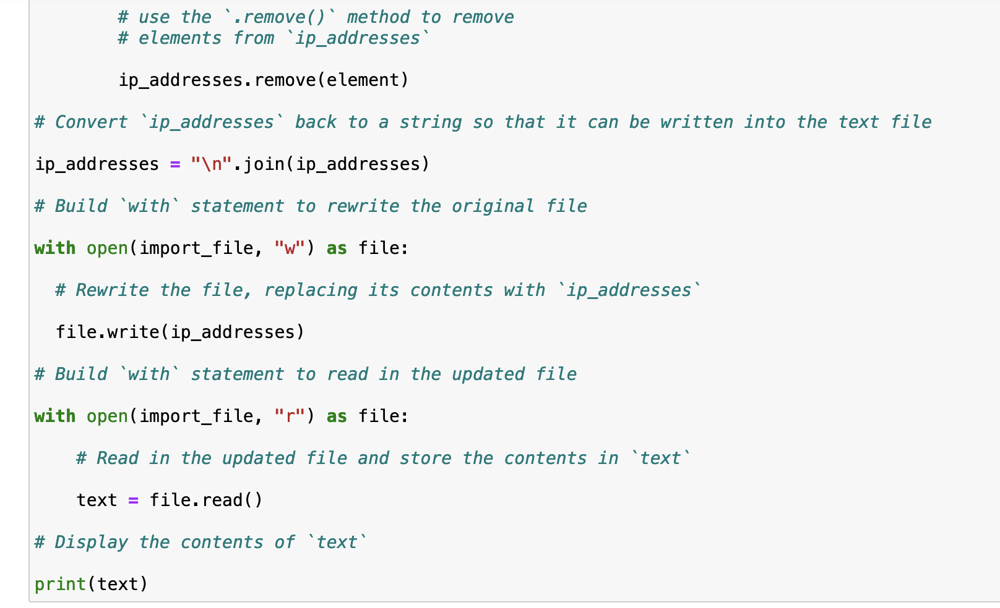 # use the `.remove()` method to remove
# elements from `ip_addresses`
ip_addresses.remove(element)
# Convert `ip_addresses` back to a string so that it can be written into the text file
ip_addresses = "\n".join(ip_addresses)
# Build `with` statement to rewrite the original file
with open(import_file, "w") as file:
# Rewrite the file, replacing its contents with `ip_addresses`
file.write(ip_addresses)
# Build `with` statement to read in the updated file
with open(import_file, "r") as file:
# Read in the updated file and store the contents in `text`
text = file.read()
# Display the contents of `text`
print(text)